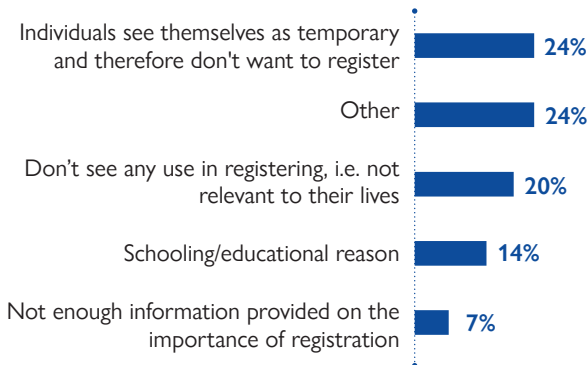 Individuals see themselves as temporary
and therefore don't want to register
24%
Other
24%
Don’t see any use in registering, i.e. not
relevant to their lives
20%
Schooling/educational reason
14%
Not enough information provided on the
importance of registration
7%